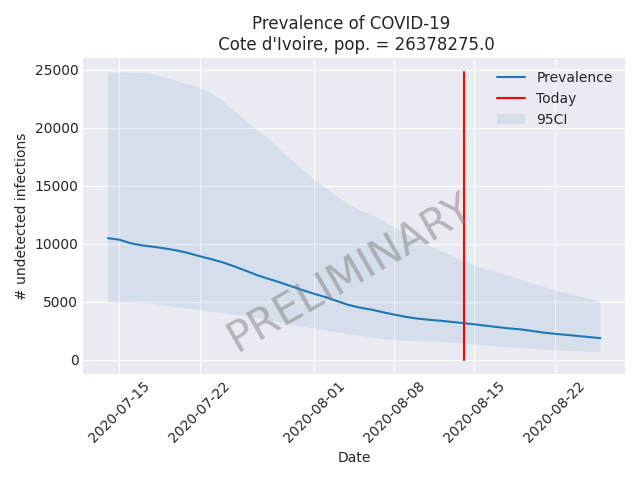 Prevalence of COVID-19
Cote d'Ivoire, pop. = 26378275.0
25000
20000
15000
10000
5000
0
# undetected infections
Prevalence
Today
95CI
PRELIMINARY
2020-07-15
2020-07-22
2020-08-01
2020-08-08
2020-08-15
2020-08-22
Date